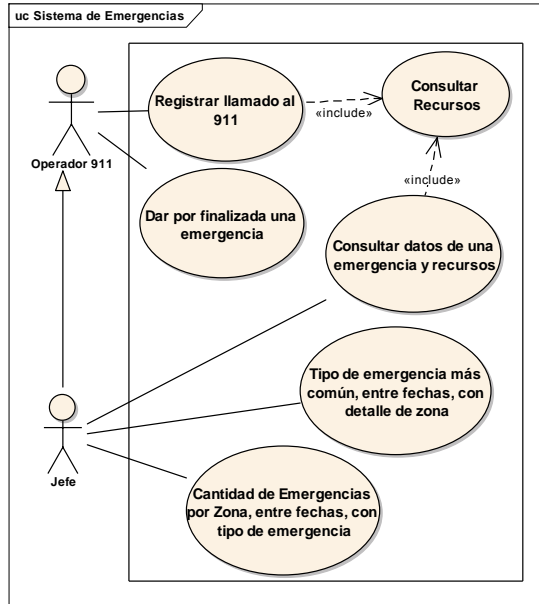 uc Sistema de Emergencias
Registrar llamado al
911
«include»
Consultar
Recursos
Operador 911
«include»
Dar por finalizada una
emergencia
Consultar datos de una
emergencia y recursos
Tipo de emergencia más
común, entre fechas, con
detalle de zona
Jefe
Cantidad de Emergencias
por Zona, entre fechas, con
tipo de emergencia